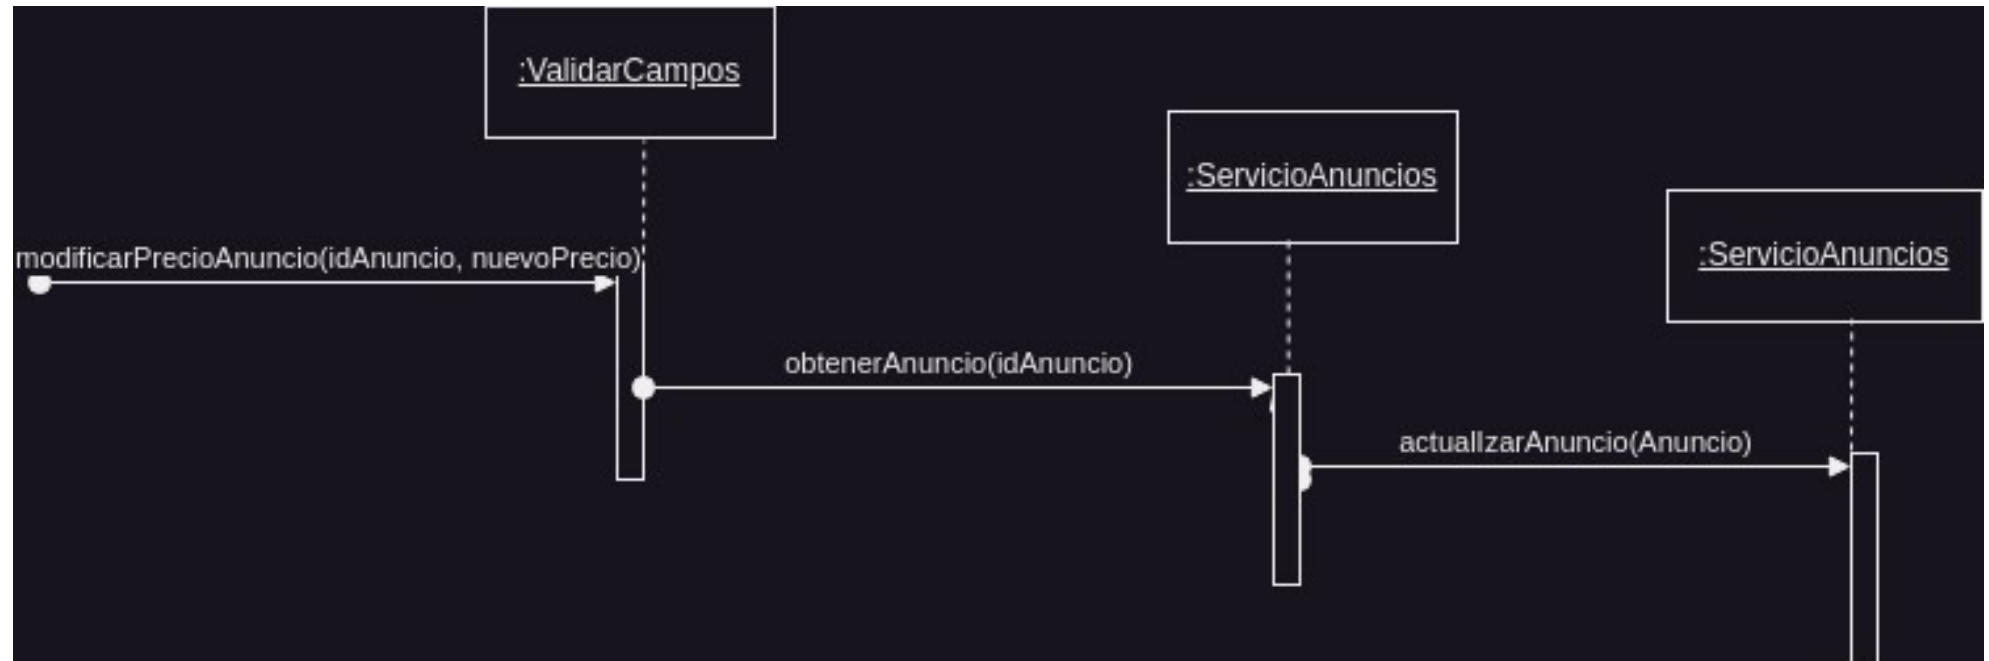 :ValidarCampos
:ServicioAnuncios
:ServicioAnuncios
modificarPrecioAnuncio(idAnuncio, nuevoPrecio)
obtenerAnuncio(idAnuncio)
actualIzarAnuncio(Anuncio)